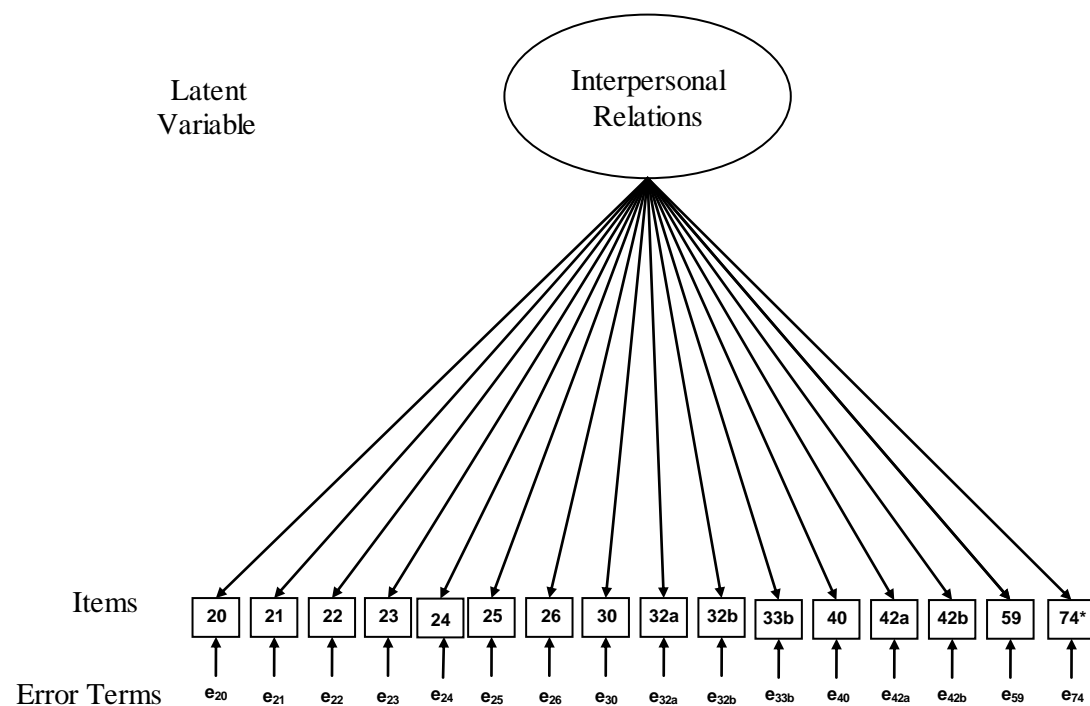 Latent
Variable
Interpersonal
Relations
Items
20 21 22 23 24 25 26 30 32a 32b 33b 40 42a 42b 59 74*
Error Terms
e20 e21 e22 e23 e24 e25 e26 e30 e32a e32b e33b e40 e42a e42b e59 e74